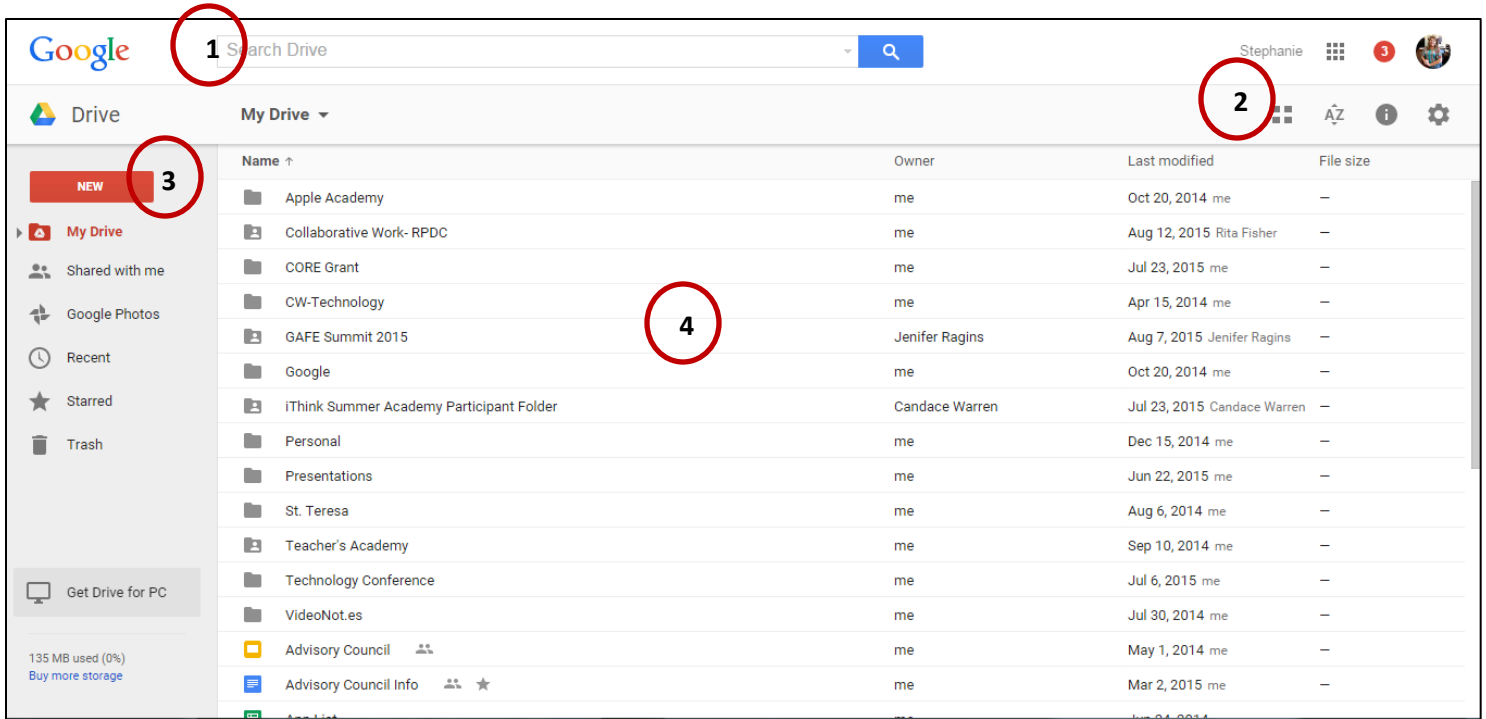 Google 1 Search Drive Stephanie 3
Drive My Drive 2 AZ i
Name ↑ Owner Last modified File size
NEW 3
Apple Academy me Oct 20, 2014 me —
My Drive
Collaborative Work- RPDC me Aug 12, 2015 Rita Fisher —
Shared with me
CORE Grant me Jul 23, 2015 me —
Google Photos
CW-Technology me Apr 15, 2014 me —
4
GAFE Summit 2015 Jenifer Ragins Aug 7, 2015 Jenifer Ragins —
Recent
Google me Oct 20, 2014 me —
Starred
iThink Summer Academy Participant Folder Candace Warren Jul 23, 2015 Candace Warren —
Trash
Personal me Dec 15, 2014 me —
Presentations me Jun 22, 2015 me —
St. Teresa me Aug 6, 2014 me —
Teacher's Academy me Sep 10, 2014 me —
Technology Conference me Jul 6, 2015 me —
Get Drive for PC
VideoNot.es me Jul 30, 2014 me —
Advisory Council me May 1, 2014 me —
135 MB used (0%)
Buy more storage
Advisory Council Info me Mar 2, 2015 me —